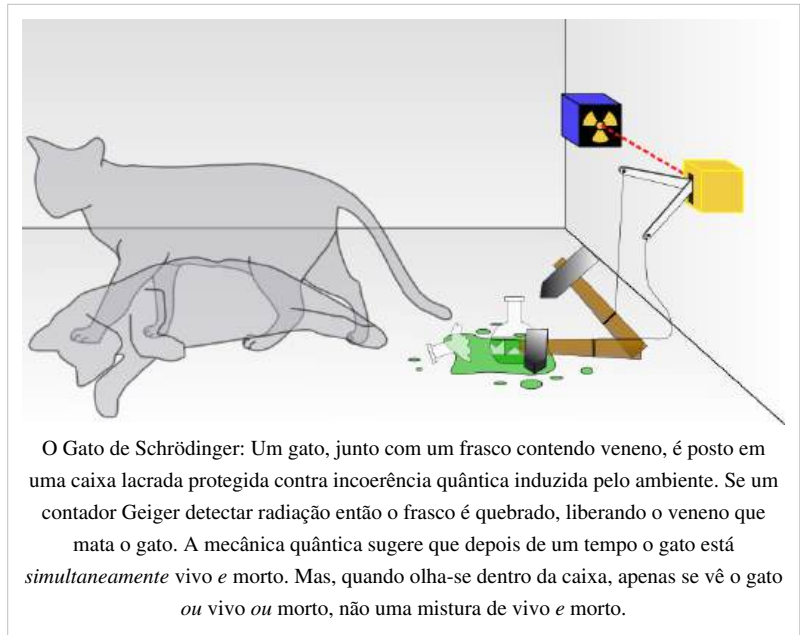 O Gato de Schrödinger: Um gato, junto com um frasco contendo veneno, é posto em
uma caixa lacrada protegida contra incoerência quântica induzida pelo ambiente. Se um
contador Geiger detectar radiação então o frasco é quebrado, liberando o veneno que
mata o gato. A mecânica quântica sugere que depois de um tempo o gato está
simultaneamente vivo e morto. Mas, quando olha-se dentro da caixa, apenas se vê o gato
ou vivo ou morto, não uma mistura de vivo e morto.